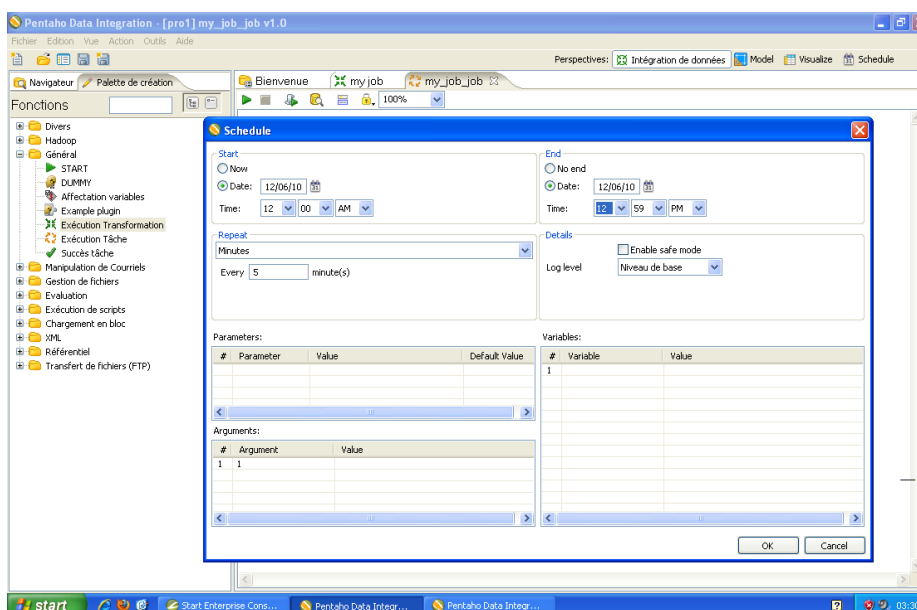 Pentaho Data Integration - [pro1] my_job_job v1.0
Fichier Edition Vue Action Outils Aide
Perspectives: Intégration de données Model Visualize Schedule
Navigateur Palette de création
Bienvenue my job my_job_job
Fonctions
100%
Divers
Hadoop
Général
START
DUMMY
Affectation variables
Example plugin
Exécution Transformation
Exécution Tâche
Succès tâche
Manipulation de Courriels
Gestion de fichiers
Evaluation
Exécution de scripts
Chargement en bloc
XML
Référentiel
Transfert de fichiers (FTP)
Schedule
Start
Now
Date: 12/06/10
Time: 12 00 AM
End
No end
Date: 12/06/10
Time: 12 59 PM
Repeat
Minutes
Every 5 minute(s)
Details
Enable safe mode
Log level Niveau de base
Parameters:
# Parameter Value Default Value
Arguments:
# Argument Value
1 1
Variables:
# Variable Value
1
OK Cancel
start Start Enterprise Cons... Pentaho Data Integr... Pentaho Data Integr...